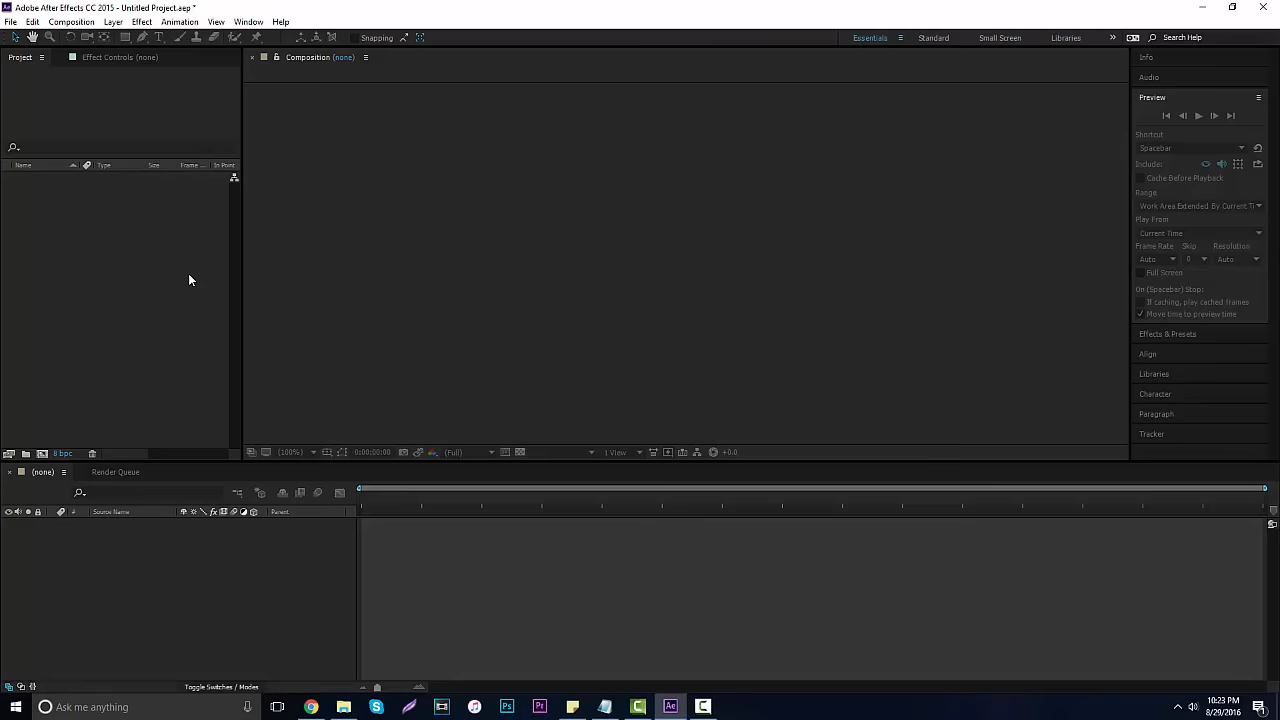 Adobe After Effects CC 2015 - Untitled Project.aep *
File Edit Composition Layer Effect Animation View Window Help
Snapping
Essentials Standard Small Screen Libraries Search Help
Project Effect Controls (none)
Composition (none)
Info
Audio
Preview
Shortcut
Spacebar
Include:
Cache Before Playback
Range
Work Area Extended By Current Ti
Play From
Current Time
Frame Rate Skip Resolution
Auto 0 Auto
Full Screen
On (Spacebar) Stop:
If caching, play cached frames
Move time to preview time
Effects & Presets
Align
Libraries
Character
Paragraph
Tracker
Name Type Size Frame ... In Point
8 bpc
(100%) 0:00:00:00 (Full) 1 View +0.0
(none) Render Queue
# Source Name Parent
Toggle Switches / Modes
Ask me anything
10:23 PM
8/29/2016